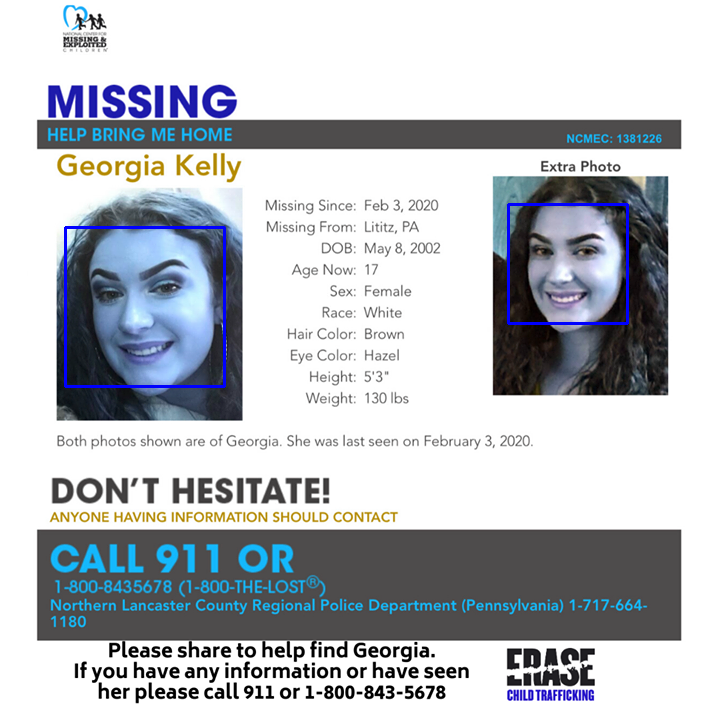 NATIONAL CENTER FOR
MISSING &
EXPLOITED
CHILDREN
MISSING
HELP BRING ME HOME
NCMEC: 1381226
Georgia Kelly
Extra Photo
Missing Since: Feb 3, 2020
Missing From: Lititz, PA
DOB: May 8, 2002
Age Now: 17
Sex: Female
Race: White
Hair Color: Brown
Eye Color: Hazel
Height: 5'3"
Weight: 130 lbs
Both photos shown are of Georgia. She was last seen on February 3, 2020.
DON'T HESITATE!
ANYONE HAVING INFORMATION SHOULD CONTACT
CALL 911 OR
1-800-8435678 (1-800-THE-LOST®)
Northern Lancaster County Regional Police Department (Pennsylvania) 1-717-664-
1180
Please share to help find Georgia.
If you have any information or have seen
her please call 911 or 1-800-843-5678
ERASE
CHILD TRAFFICKING